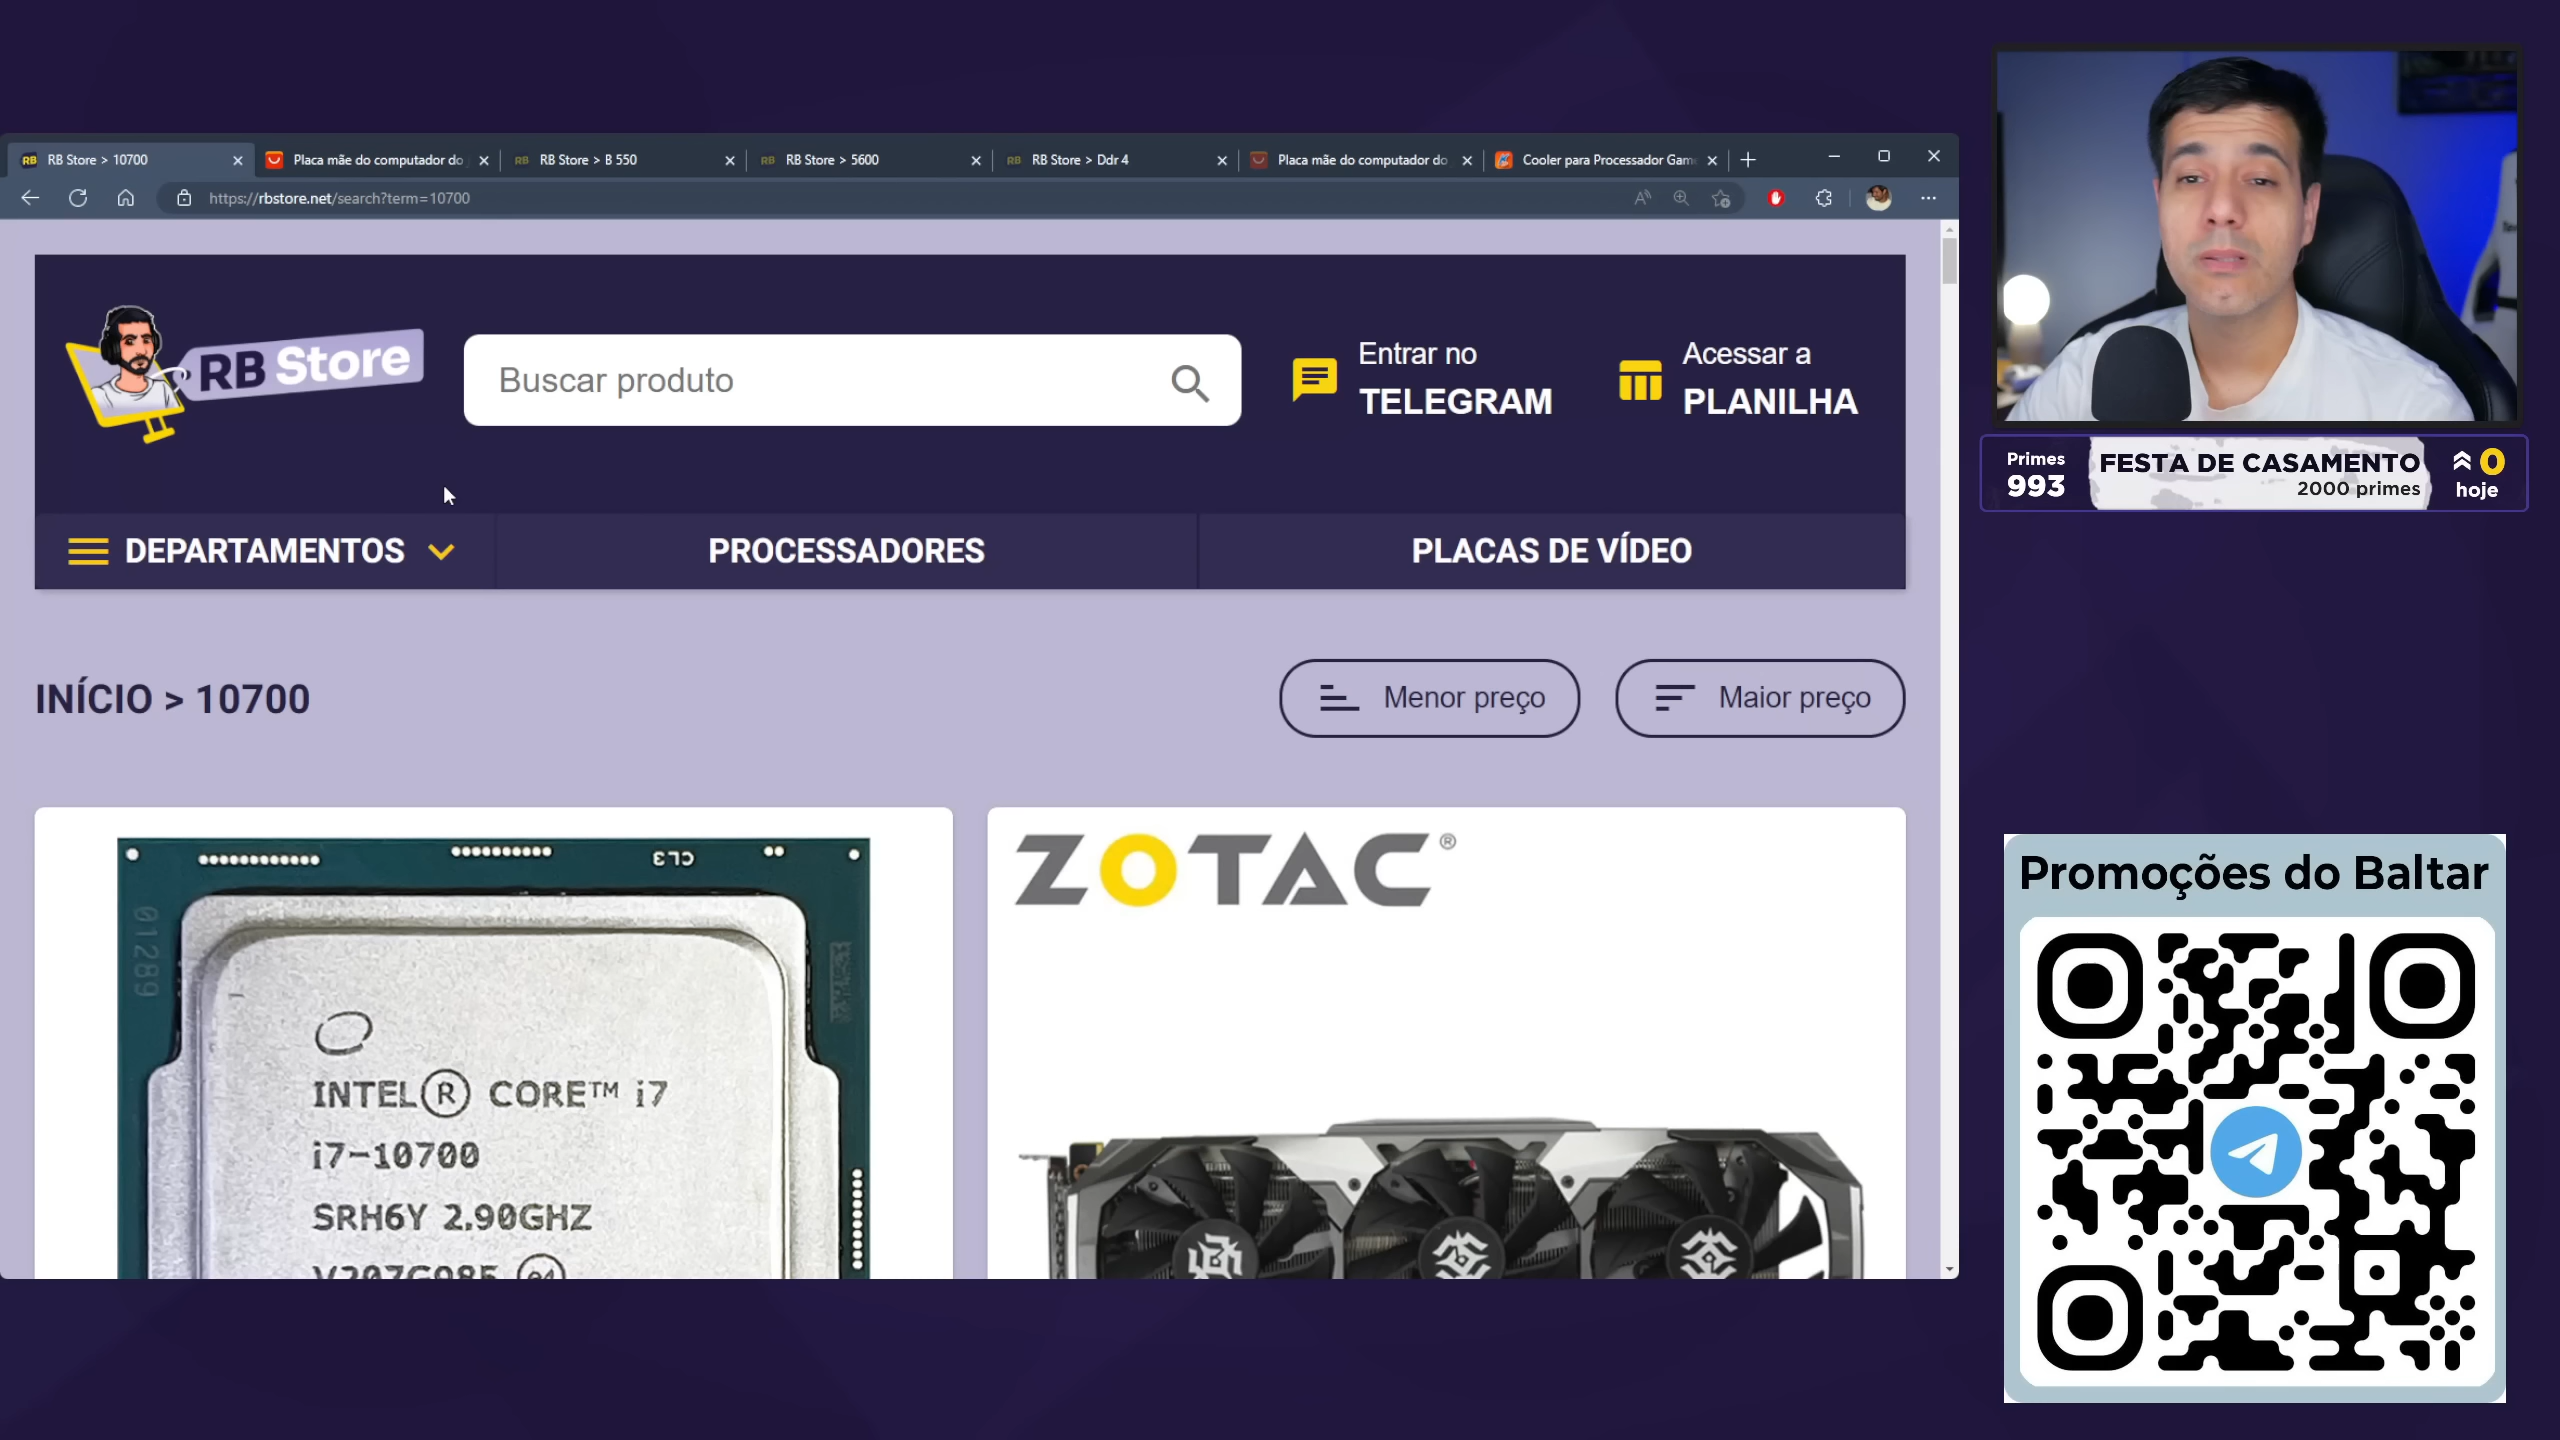 RB Store > 10700
Placa mãe do computador do
RB Store > B 550
RB Store > 5600
RB Store > Ddr 4
Placa mãe do computador do
Cooler para Processador Gam
https://rbstore.net/search?term=10700
RB Store
Buscar produto
Entrar no
TELEGRAM
Acessar a
PLANILHA
DEPARTAMENTOS
PROCESSADORES
PLACAS DE VÍDEO
INÍCIO > 10700
Menor preço
Maior preço
INTEL® CORE™ i7
i7-10700
SRH6Y 2.90GHZ
ZOTAC®
Primes
993
FESTA DE CASAMENTO
2000 primes
0
hoje
Promoções do Baltar